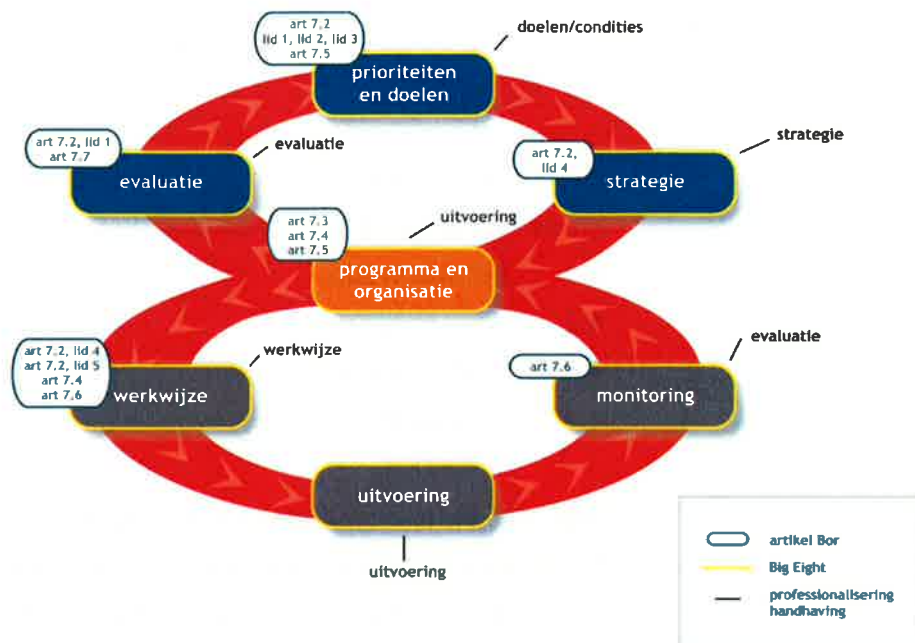 art 7.2
lid 1, lid 2, lid 3
art 7.5
doelen/condities
prioriteiten
en doelen
art 7.2, lid 1
art 7.7
evaluatie
evaluatie
art 7.2,
lid 4
strategie
strategie
art 7.3
art 7.4
art 7.5
uitvoering
programma en
organisatie
art 7.2, lid 4
art 7.2, lid 5
art 7.4
art 7.6
werkwijze
werkwijze
art 7.6
evaluatie
monitoring
uitvoering
uitvoering
artikel Bor
Big Eight
professionalisering
handhaving